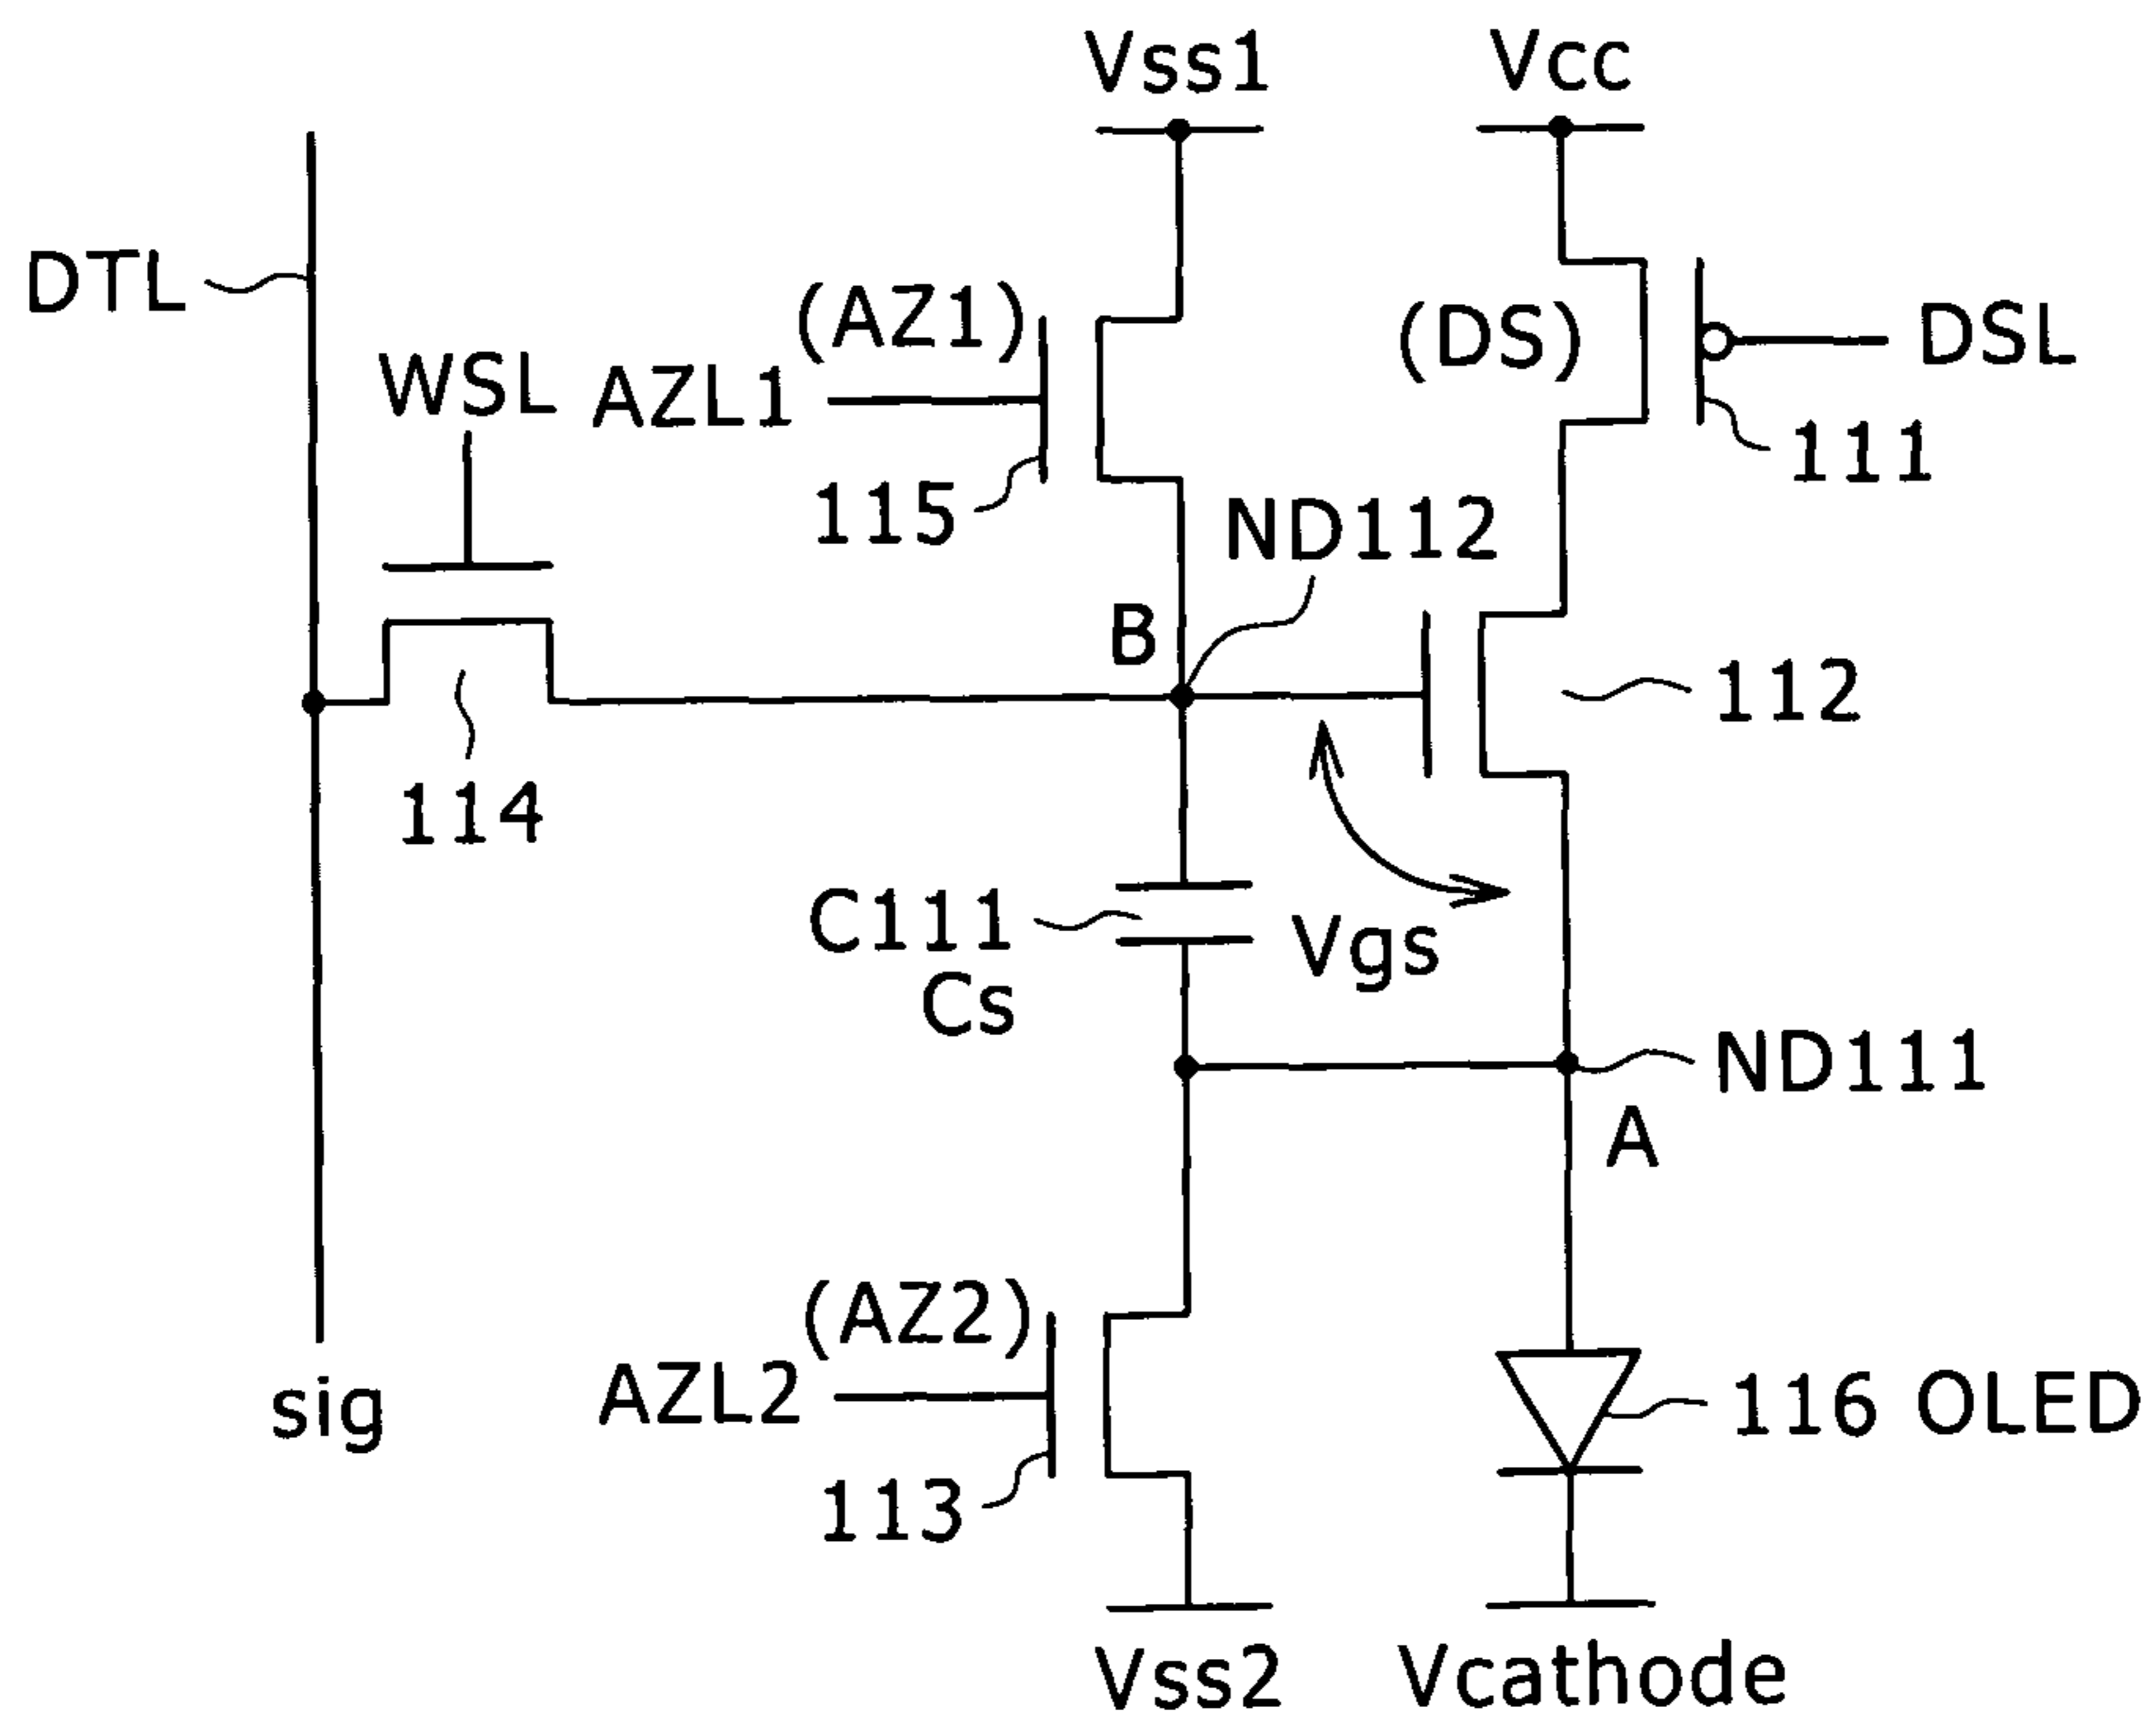 Vss1
Vcc
DTL
(AZ1)
(DS)
DSL
WSL
AZL1
111
115
ND112
B
112
114
C111
Cs
Vgs
ND111
A
(AZ2)
AZL2
sig
116 OLED
113
Vss2
Vcathode